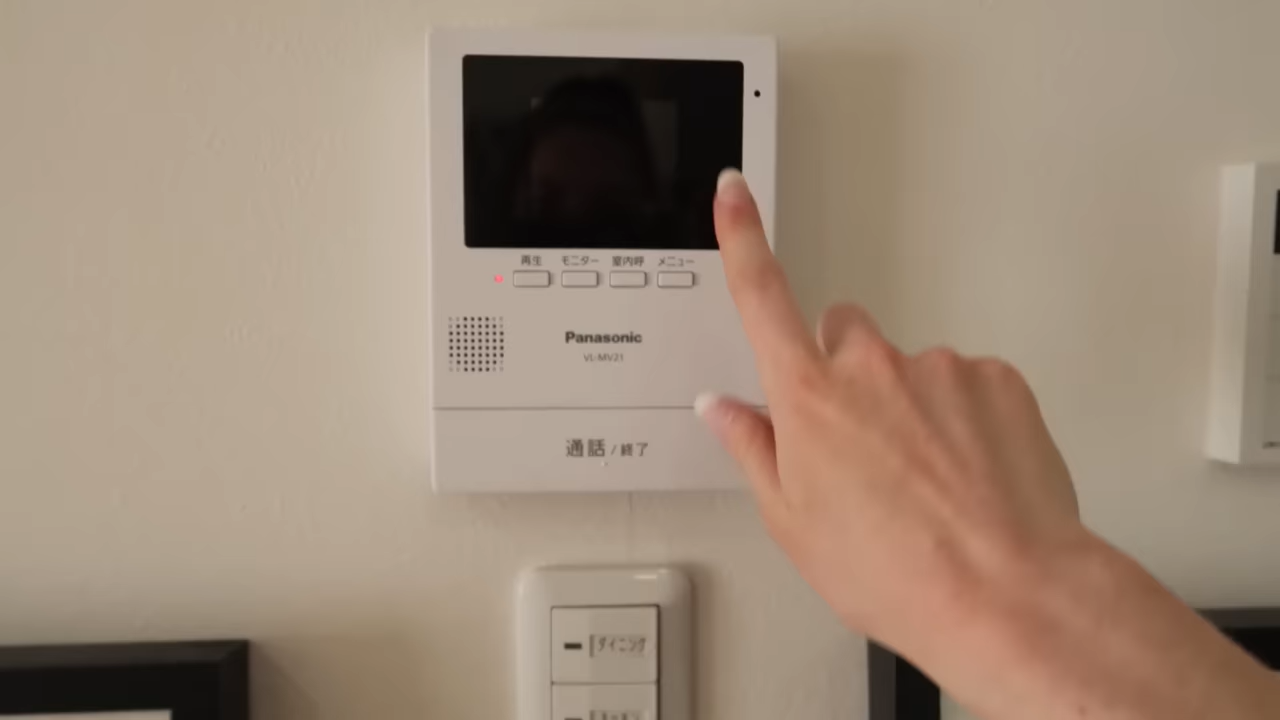 再生 モニター 室内呼 メニュー
Panasonic
VL-MV21
通話 / 終了
ダイニング